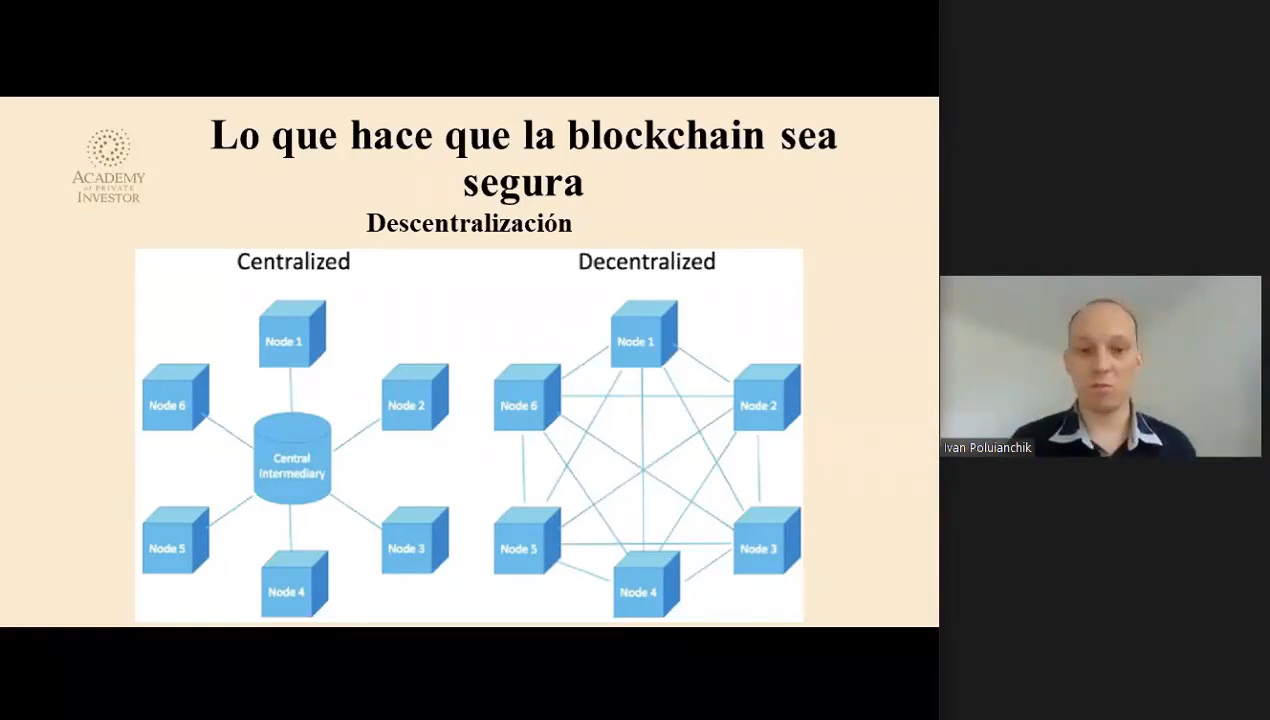 Lo que hace que la blockchain sea
segura
ACADEMY
OF PRIVATE
INVESTOR
Descentralización
Centralized
Node 1
Node 6
Node 2
Central
Intermediary
Node 5
Node 3
Node 4
Decentralized
Node 1
Node 6
Node 2
Node 5
Node 3
Node 4
Ivan Poluianchik